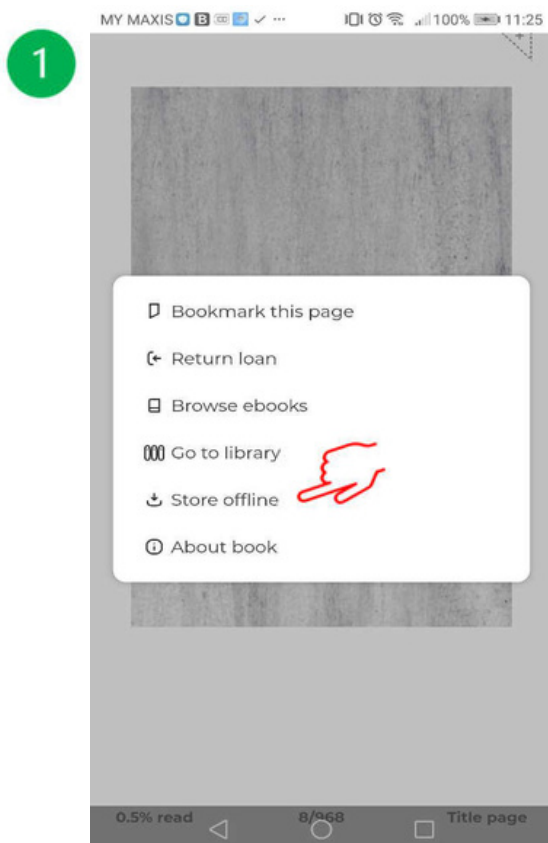 1
MY MAXIS B 100% 11:25
Bookmark this page
Return loan
Browse ebooks
Go to library
Store offline
About book
0.5% read 8/968 Title page